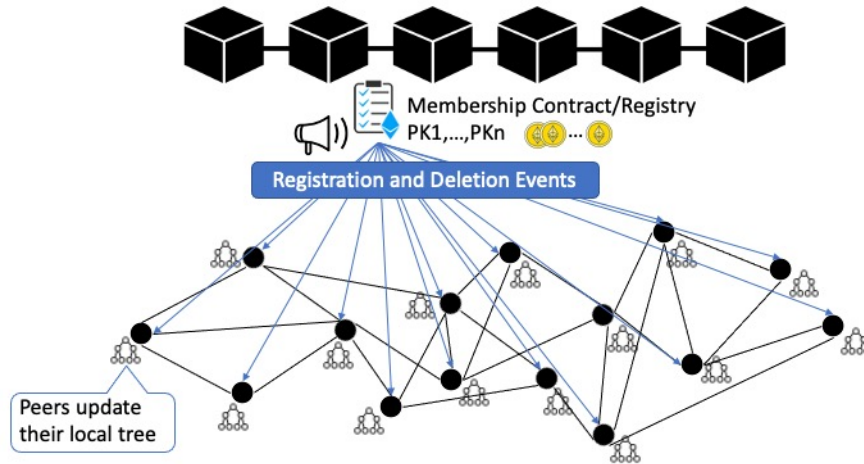 Membership Contract/Registry
PK1,...,PKn
...
Registration and Deletion Events
Peers update
their local tree